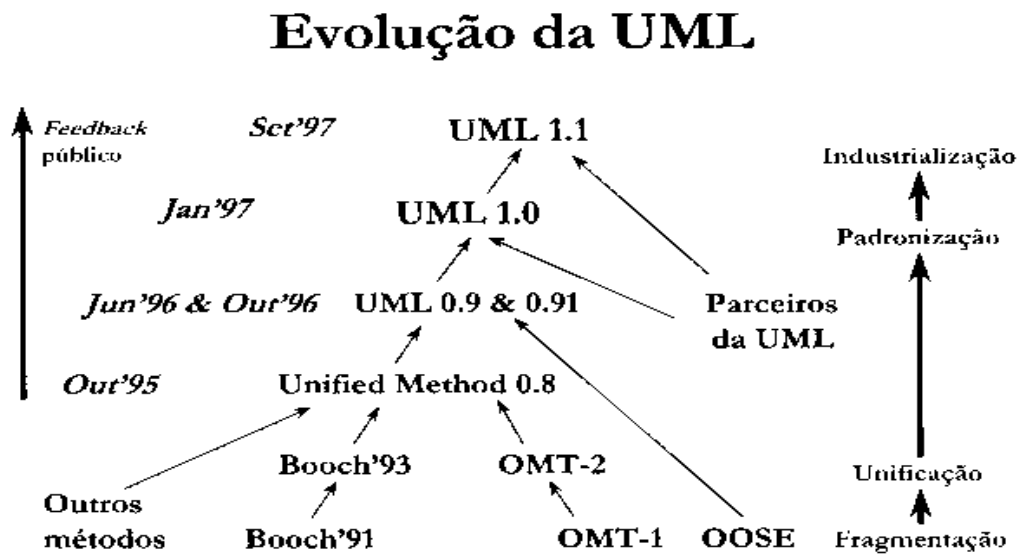 Evolução da UML
Feedback
público
Set'97
UML 1.1
Industrialização
Jan'97
UML 1.0
Padronização
Jun'96 & Out'96
UML 0.9 & 0.91
Parceiros
da UML
Out'95
Unified Method 0.8
Booch'93
OMT-2
Unificação
Outros
métodos
Booch'91
OMT-1
OOSE
Fragmentação